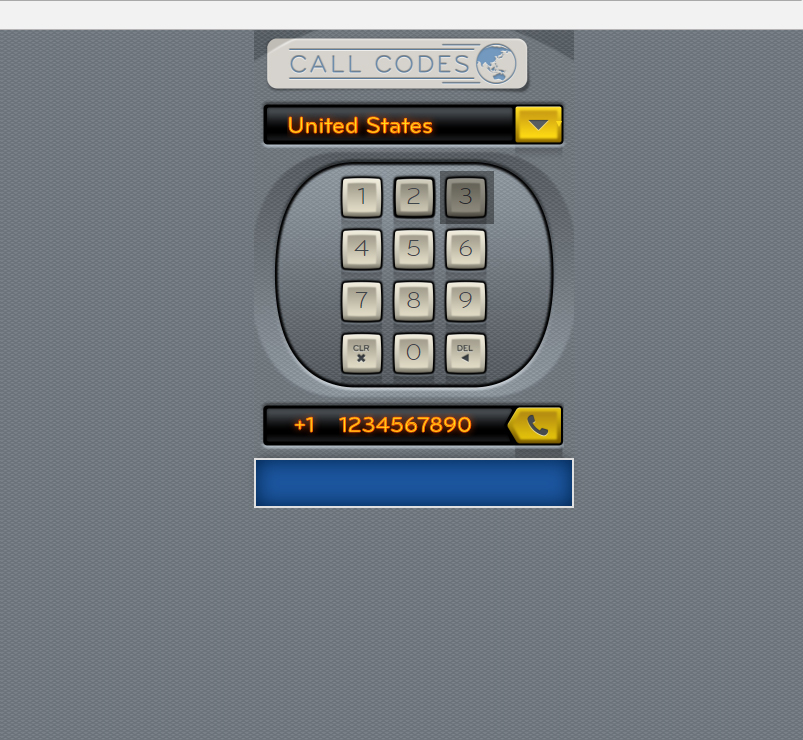 CALL CODES
United States
1 2 3
4 5 6
7 8 9
CLR 0 DEL
+1 1234567890